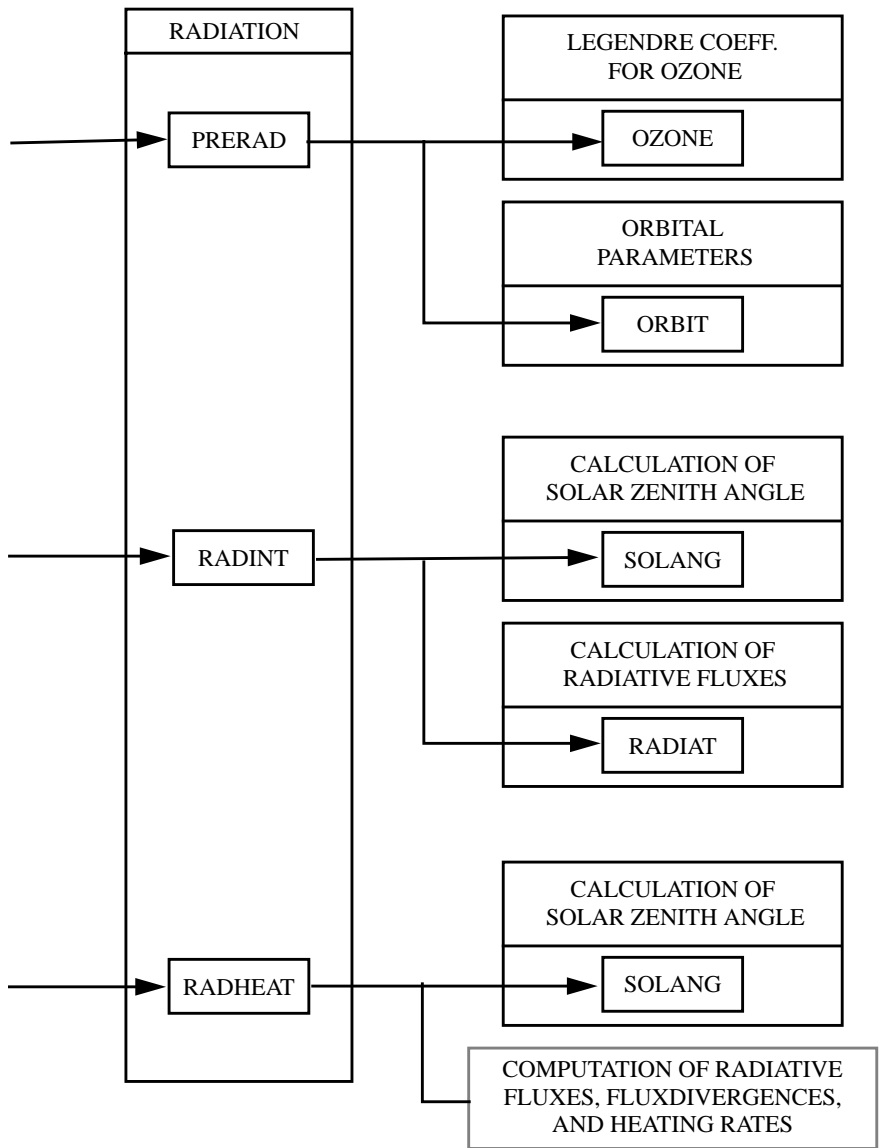 RADIATION
LEGENDRE COEFF.
FOR OZONE
PRERAD
OZONE
ORBITAL
PARAMETERS
ORBIT
CALCULATION OF
SOLAR ZENITH ANGLE
RADINT
SOLANG
CALCULATION OF
RADIATIVE FLUXES
RADIAT
CALCULATION OF
SOLAR ZENITH ANGLE
RADHEAT
SOLANG
COMPUTATION OF RADIATIVE
FLUXES, FLUXDIVERGENCES,
AND HEATING RATES